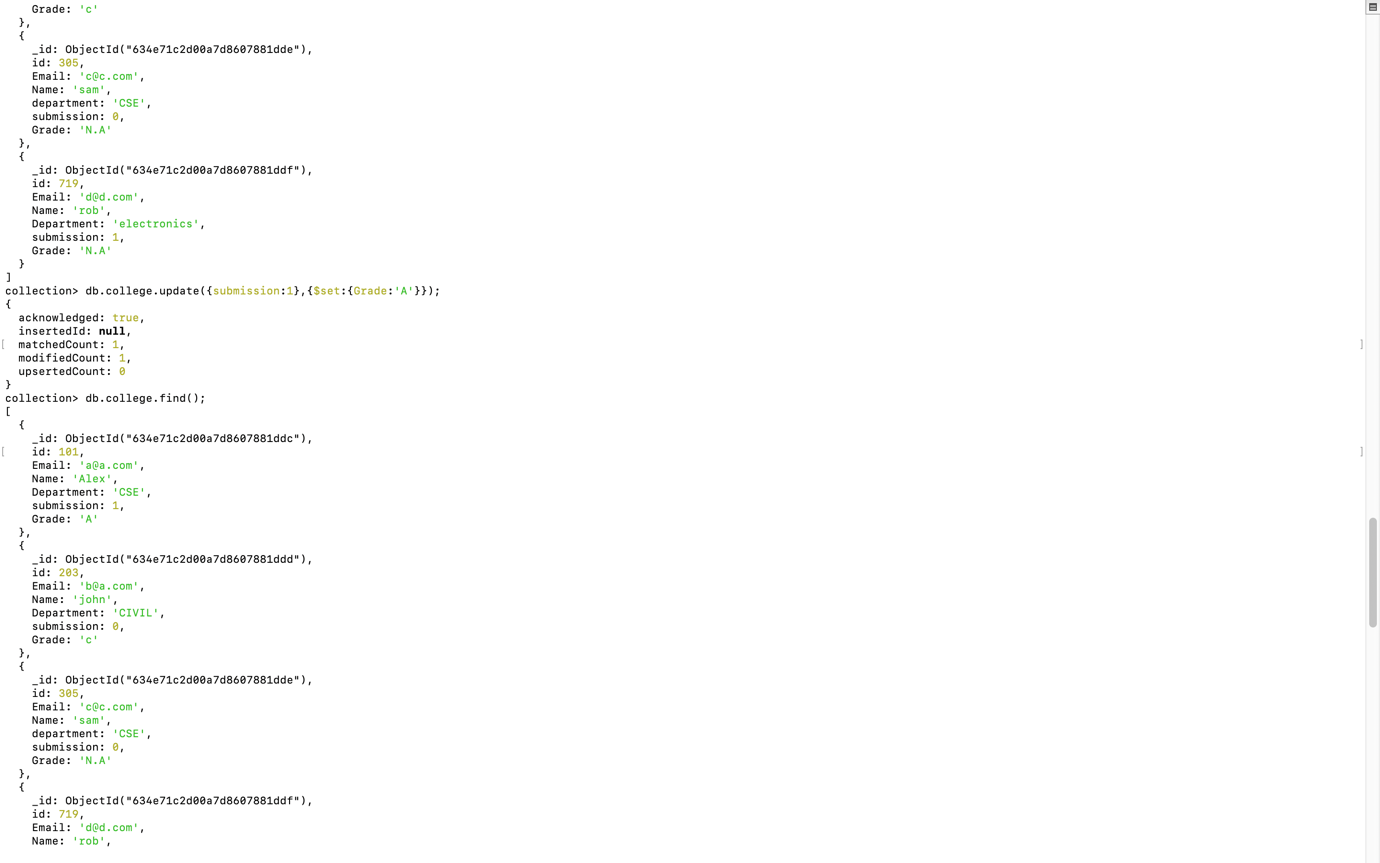 Grade: 'c'
  },
  {
    _id: ObjectId("634e71c2d00a7d8607881dde"),
    id: 305,
    Email: 'c@c.com',
    Name: 'sam',
    department: 'CSE',
    submission: 0,
    Grade: 'N.A'
  },
  {
    _id: ObjectId("634e71c2d00a7d8607881ddf"),
    id: 719,
    Email: 'd@d.com',
    Name: 'rob',
    Department: 'electronics',
    submission: 1,
    Grade: 'N.A'
  }
]
collection> db.college.update({submission:1},{$set:{Grade:'A'}});
{
  acknowledged: true,
  insertedId: null,
[ matchedCount: 1, ]
  modifiedCount: 1,
  upsertedCount: 0
}
collection> db.college.find();
[
  {
    _id: ObjectId("634e71c2d00a7d8607881ddc"),
[   id: 101, ]
    Email: 'a@a.com',
    Name: 'Alex',
    Department: 'CSE',
    submission: 1,
    Grade: 'A'
  },
  {
    _id: ObjectId("634e71c2d00a7d8607881ddd"),
    id: 203,
    Email: 'b@a.com',
    Name: 'john',
    Department: 'CIVIL',
    submission: 0,
    Grade: 'c'
  },
  {
    _id: ObjectId("634e71c2d00a7d8607881dde"),
    id: 305,
    Email: 'c@c.com',
    Name: 'sam',
    department: 'CSE',
    submission: 0,
    Grade: 'N.A'
  },
  {
    _id: ObjectId("634e71c2d00a7d8607881ddf"),
    id: 719,
    Email: 'd@d.com',
    Name: 'rob',